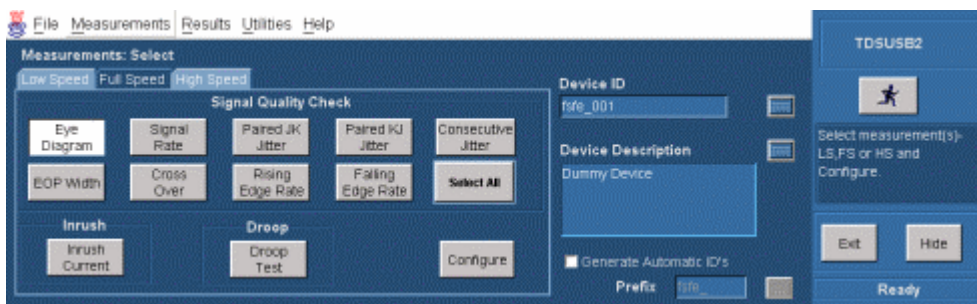 File Measurements Results Utilities Help
Measurements: Select
Low Speed Full Speed High Speed
Signal Quality Check
Eye Diagram
Signal Rate
Paired JK Jitter
Paired KJ Jitter
Consecutive Jitter
EOP Width
Cross Over
Rising Edge Rate
Falling Edge Rate
Select All
Inrush
Inrush Current
Droop
Droop Test
Configure
Device ID
fsfe_001
Device Description
Dummy Device
Generate Automatic ID's
Prefix fsfe_
TDSUSB2
Select measurement(s)-
LS,FS or HS and
Configure.
Exit
Hide
Ready